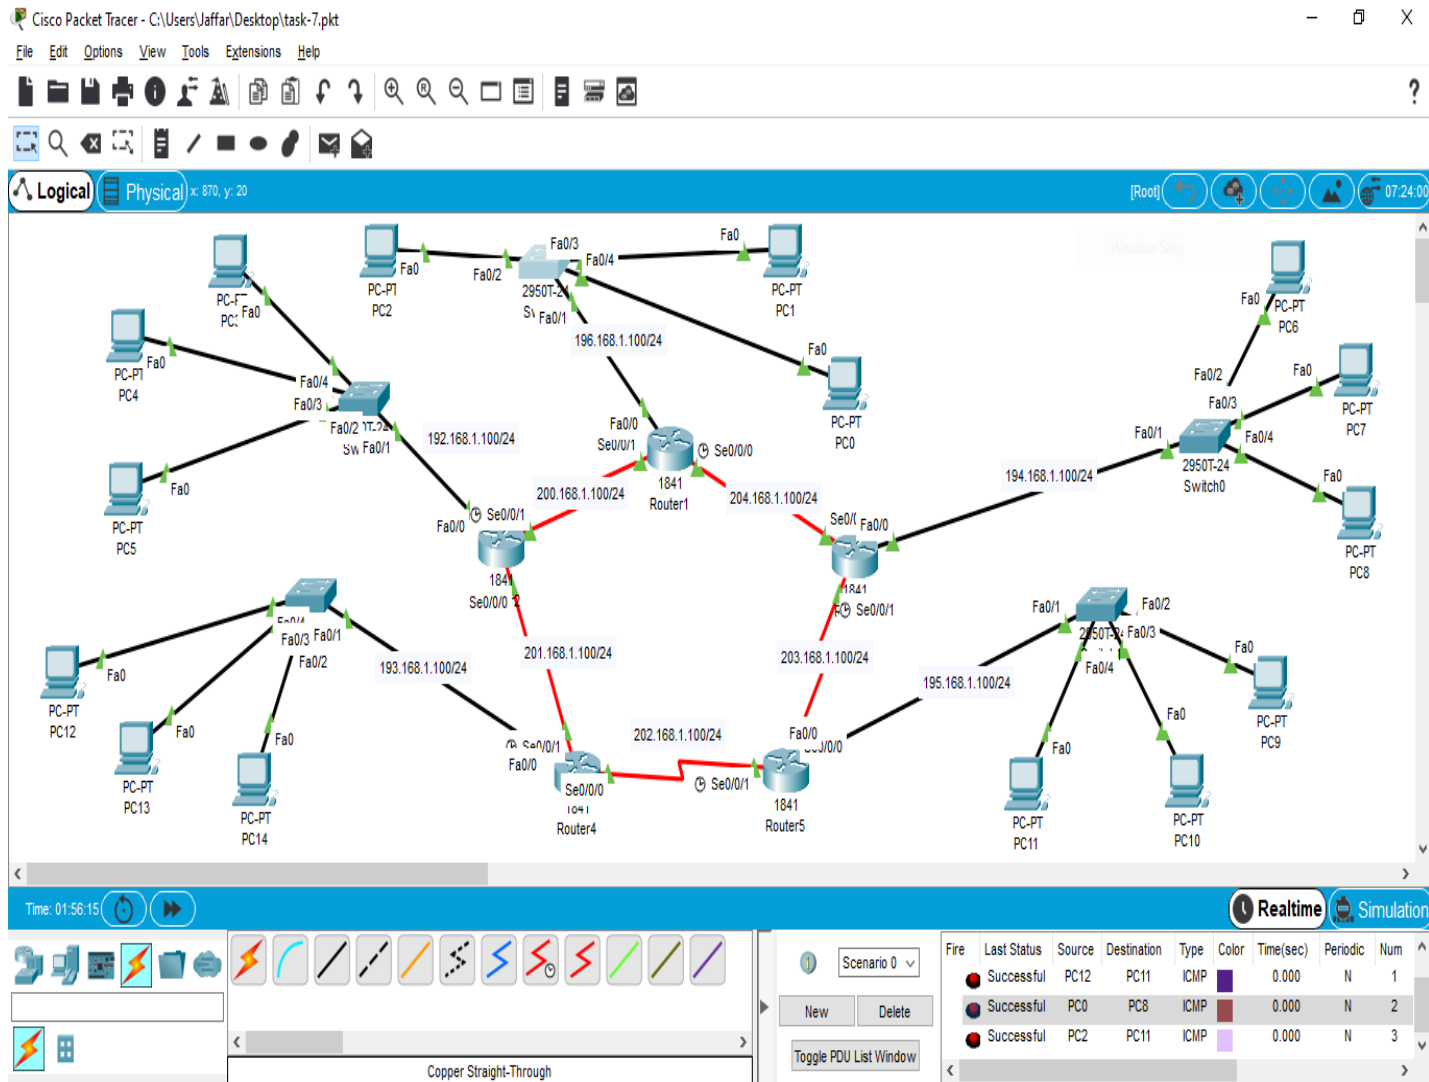 Cisco Packet Tracer - C:\Users\Jaffar\Desktop\task-7.pkt
File Edit Options View Tools Extensions Help
Logical Physical x: 870, y: 20 [Root] 07:24:00
Window Snip
Fa0/3
Fa0
Fa0/4
Fa0
Fa0/2
PC-PT
PC2
2950T-24
Fa0/1
PC-PT
PC1
Fa0
PC-PT
PC6
Fa0
196.168.1.100/24
PC-PT
PC4
Fa0
Fa0/4
Fa0/3
Fa0/2
Fa0/1
192.168.1.100/24
Fa0
PC-PT
PC0
Fa0/2
Fa0
Fa0/3
PC-PT
PC7
Fa0/1
Fa0/4
2950T-24
Switch0
Fa0
Fa0/0
Se0/0/1
Se0/0/0
1841
Router1
194.168.1.100/24
Fa0
PC-PT
PC5
200.168.1.100/24
204.168.1.100/24
Fa0/0
Se0/0/1
Fa0/0
PC-PT
PC8
1841
Se0/0/0
1841
Se0/0/1
Fa0/3
Fa0/1
Fa0/2
Fa0/1
Fa0/2
Fa0/3
Fa0/4
193.168.1.100/24
201.168.1.100/24
203.168.1.100/24
195.168.1.100/24
Fa0
PC-PT
PC12
Fa0
PC-PT
PC13
Fa0
PC-PT
PC14
Fa0
PC-PT
PC9
Fa0
PC-PT
PC10
Fa0
PC-PT
PC11
202.168.1.100/24
Fa0/0
Se0/0/0
Router4
Fa0/0
Se0/0/1
1841
Router5
Time: 01:56:15 Realtime Simulation
Scenario 0
New Delete
Toggle PDU List Window
Copper Straight-Through
Fire Last Status Source Destination Type Color Time(sec) Periodic Num
Successful PC12 PC11 ICMP 0.000 N 1
Successful PC0 PC8 ICMP 0.000 N 2
Successful PC2 PC11 ICMP 0.000 N 3